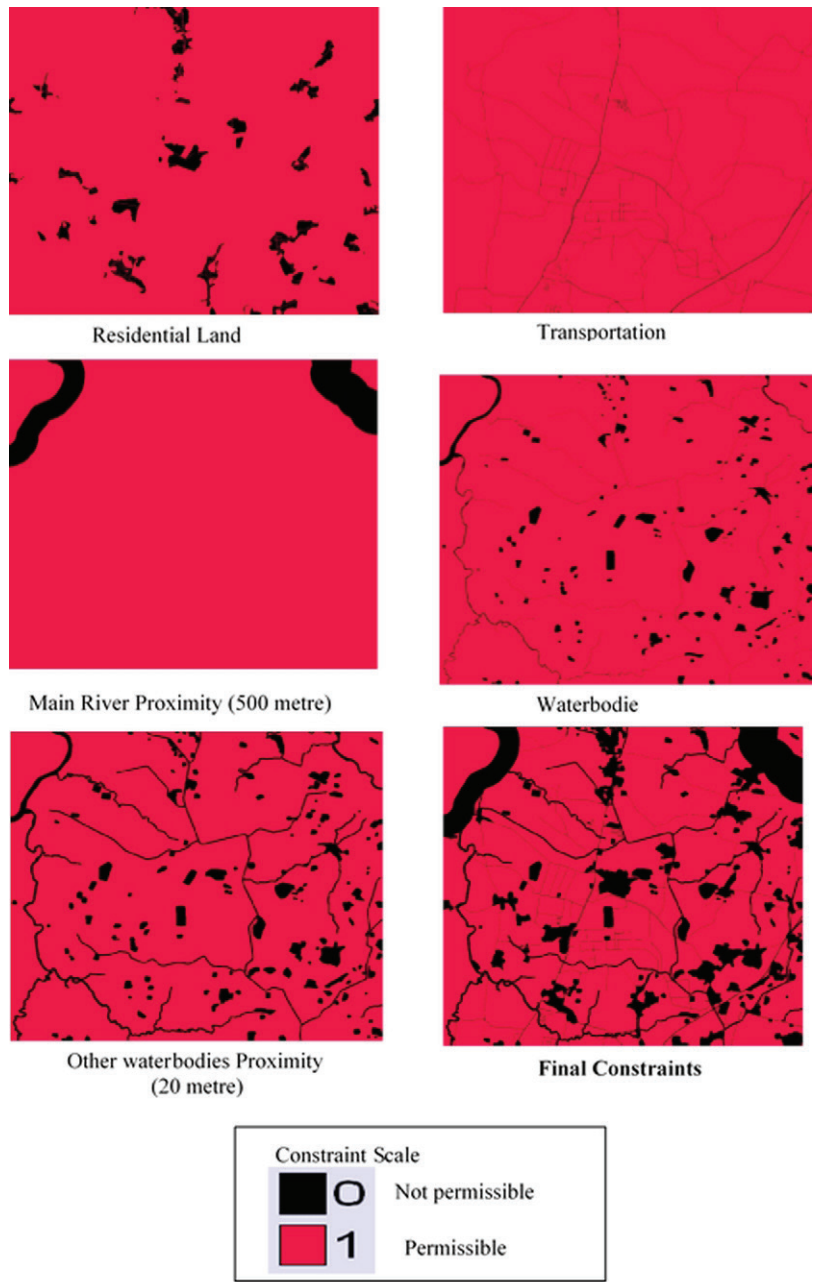 Residential Land
Transportation
Main River Proximity (500 metre)
Waterbodie
Other waterbodies Proximity
(20 metre)
Final Constraints
Constraint Scale
0 Not permissible
1 Permissible